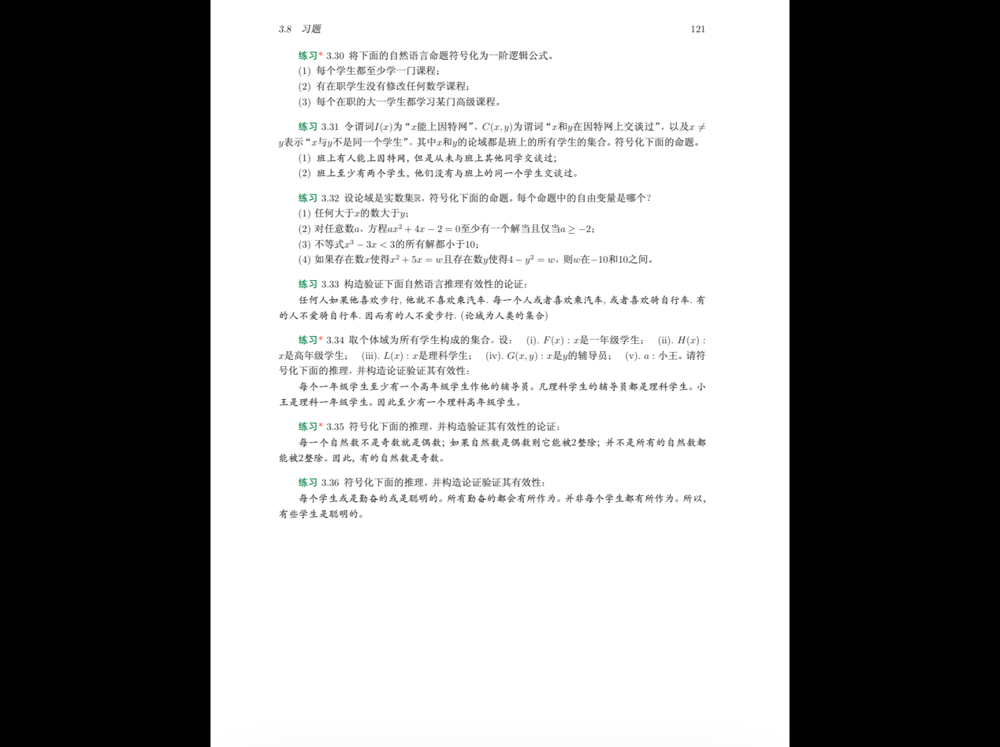 3.8 习题 121
练习* 3.30 将下面的自然语言命题符号化为一阶逻辑公式。
(1) 每个学生都至少学一门课程；
(2) 有在职学生没有修改任何数学课程；
(3) 每个在职的大一学生都学习某门高级课程。
练习 3.31 令谓词I(x)为“x能上因特网”，C(x, y)为谓词“x和y在因特网上交谈过”，以及x ≠
y表示“x与y不是同一个学生”，其中x和y的论域都是班上的所有学生的集合。符号化下面的命题。
(1) 班上有人能上因特网，但是从未与班上其他同学交谈过；
(2) 班上至少有两个学生，他们没有与班上的同一个学生交谈过。
练习 3.32 设论域是实数集ℝ，符号化下面的命题。每个命题中的自由变量是哪个？
(1) 任何大于x的数大于y；
(2) 对任意数a，方程ax² + 4x − 2 = 0至少有一个解当且仅当a ≥ −2；
(3) 不等式x³ − 3x < 3的所有解都小于10；
(4) 如果存在数x使得x² + 5x = w且存在数y使得4 − y² = w，则w在−10和10之间。
练习 3.33 构造验证下面自然语言推理有效性的论证：
任何人如果他喜欢步行, 他就不喜欢乘汽车. 每一个人或者喜欢乘汽车, 或者喜欢骑自行车. 有
的人不爱骑自行车. 因而有的人不爱步行. (论域为人类的集合)
练习* 3.34 取个体域为所有学生构成的集合，设： (i). F(x) : x是一年级学生； (ii). H(x) :
x是高年级学生； (iii). L(x) : x是理科学生； (iv). G(x, y) : x是y的辅导员； (v). a : 小王。请符
号化下面的推理，并构造论证验证其有效性：
每个一年级学生至少有一个高年级学生作他的辅导员。凡理科学生的辅导员都是理科学生。小
王是理科一年级学生。因此至少有一个理科高年级学生。
练习* 3.35 符号化下面的推理，并构造验证其有效性的论证：
每一个自然数不是奇数就是偶数；如果自然数是偶数则它能被2整除；并不是所有的自然数都
能被2整除。因此，有的自然数是奇数。
练习 3.36 符号化下面的推理，并构造论证验证其有效性：
每个学生或是勤奋的或是聪明的。所有勤奋的都会有所作为。并非每个学生都有所作为。所以，
有些学生是聪明的。